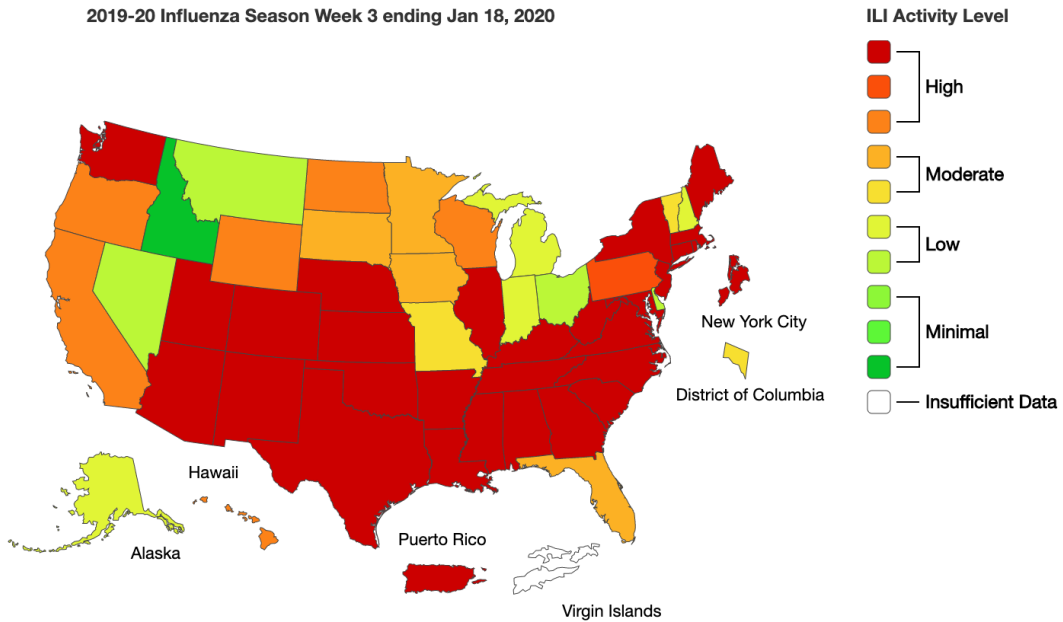 2019-20 Influenza Season Week 3 ending Jan 18, 2020
ILI Activity Level
High
Moderate
Low
Minimal
Insufficient Data
New York City
District of Columbia
Hawaii
Alaska
Puerto Rico
Virgin Islands